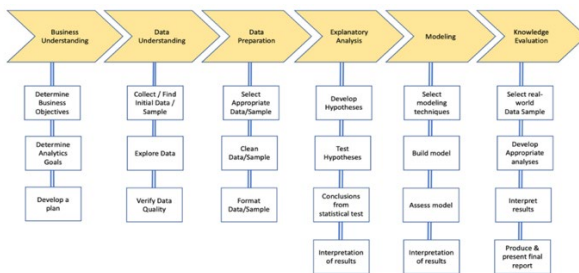 Business
Understanding
Data
Understanding
Data
Preparation
Explanatory
Analysis
Modeling
Knowledge
Evaluation
Determine
Business
Objectives
Determine
Analytics
Goals
Develop a
plan
Collect / Find
Initial Data /
Sample
Explore Data
Verify Data
Quality
Select
Appropriate
Data/Sample
Clean
Data/Sample
Format
Data/Sample
Develop
Hypotheses
Test
Hypotheses
Conclusions
from
statistical test
Interpretation
of results
Select
modeling
techniques
Build model
Assess model
Interpretation
of results
Select real-
world
Data Sample
Develop
Appropriate
analyses
Interpret
results
Produce &
present final
report